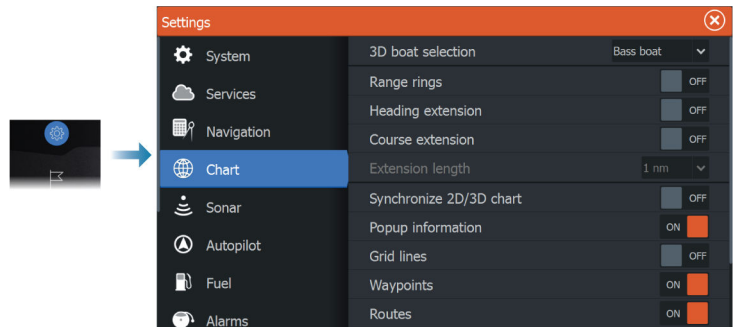 Settings
System
Services
Navigation
Chart
Sonar
Autopilot
Fuel
Alarms
3D boat selection Bass boat
Range rings OFF
Heading extension OFF
Course extension OFF
Extension length 1 nm
Synchronize 2D/3D chart OFF
Popup information ON
Grid lines OFF
Waypoints ON
Routes ON